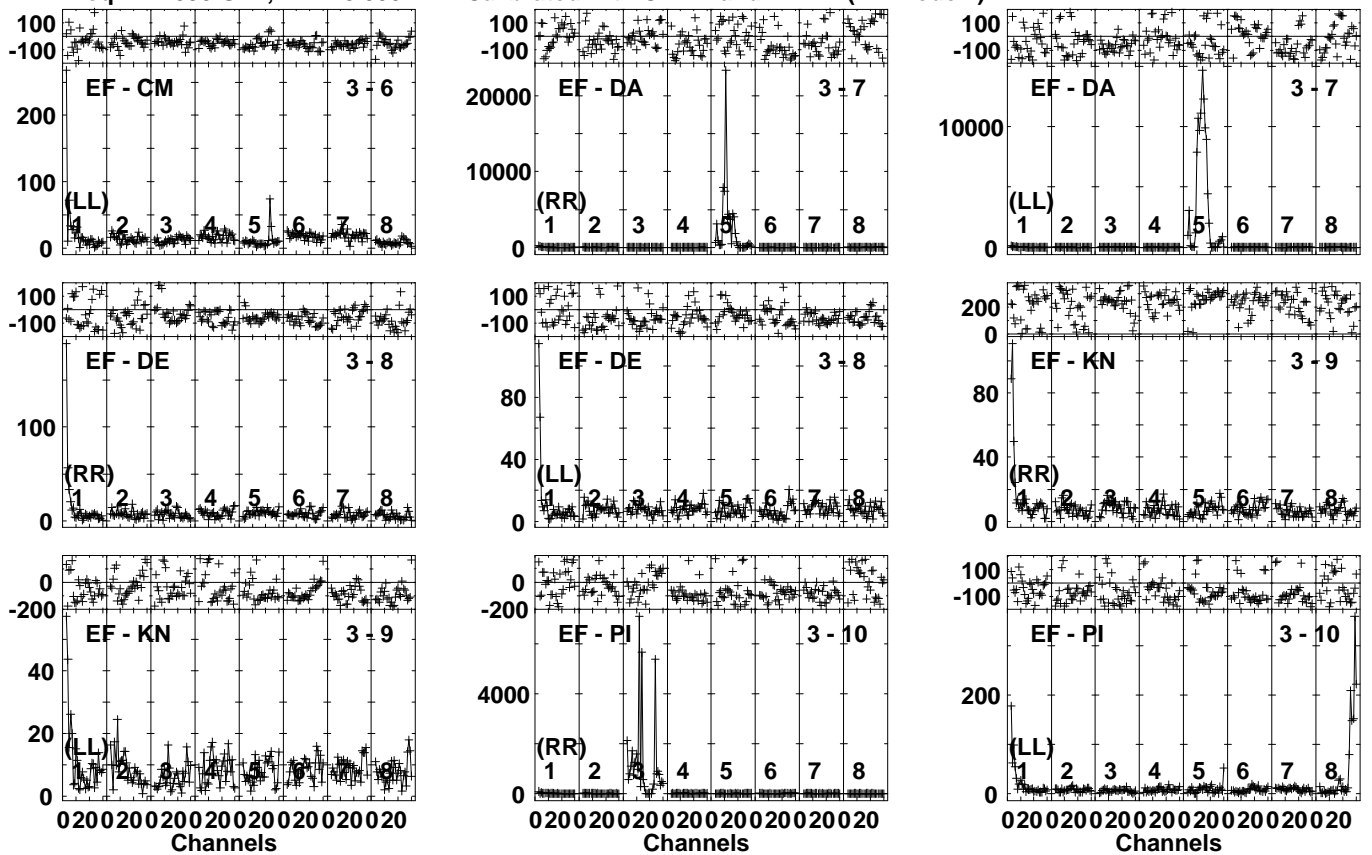 100
-100
EF - CM 3 - 6
200
100
(LL)
1 2 3 4 5 6 7 8
0
100
-100
EF - DA 3 - 7
20000
10000
(RR)
1 2 3 4 5 6 7 8
0
100
-100
EF - DA 3 - 7
10000
(LL)
1 2 3 4 5 6 7 8
0
100
-100
EF - DE 3 - 8
100
(RR)
1 2 3 4 5 6 7 8
0
100
-100
EF - DE 3 - 8
80
40
(LL)
1 2 3 4 5 6 7 8
0
200
0
EF - KN 3 - 9
80
40
(RR)
1 2 3 4 5 6 7 8
0
0
-200
EF - KN 3 - 9
40
20
(LL)
1 2 3 4 5 6 7 8
0
0 20 0 20 0 20 0 20 0 20 0 20 0 20 0 20
Channels
0
-200
EF - PI 3 - 10
4000
(RR)
1 2 3 4 5 6 7 8
0
0 20 0 20 0 20 0 20 0 20 0 20 0 20 0 20
Channels
100
-100
EF - PI 3 - 10
200
(LL)
1 2 3 4 5 6 7 8
0
0 20 0 20 0 20 0 20 0 20 0 20 0 20 0 20
Channels